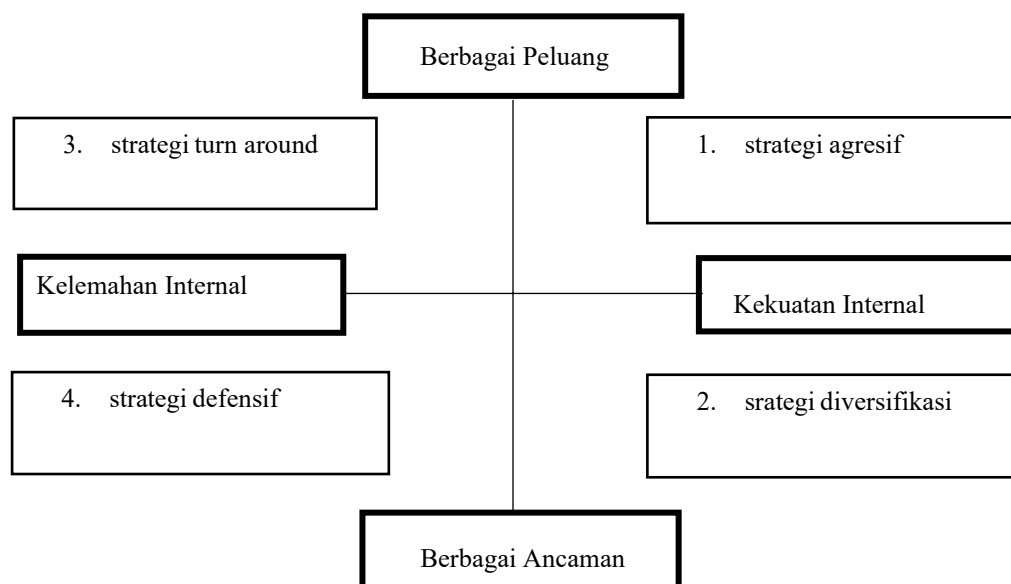 Berbagai Peluang
3. strategi turn around
1. strategi agresif
Kelemahan Internal
Kekuatan Internal
4. strategi defensif
2. srategi diversifikasi
Berbagai Ancaman